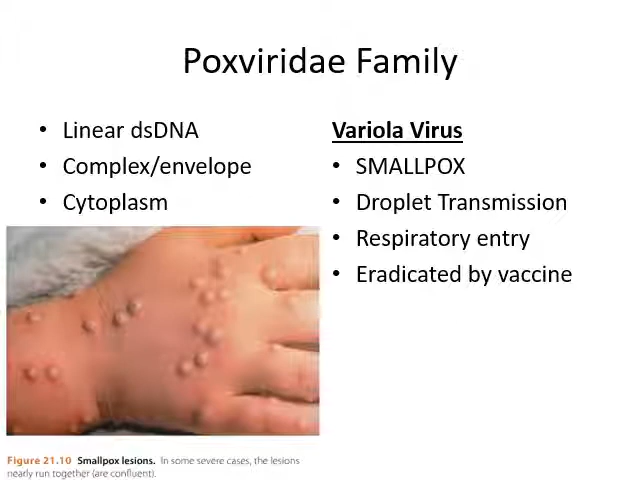 Poxviridae Family
• Linear dsDNA
• Complex/envelope
• Cytoplasm
Variola Virus
• SMALLPOX
• Droplet Transmission
• Respiratory entry
• Eradicated by vaccine
Figure 21.10 Smallpox lesions. In some severe cases, the lesions
nearly run together (are confluent).